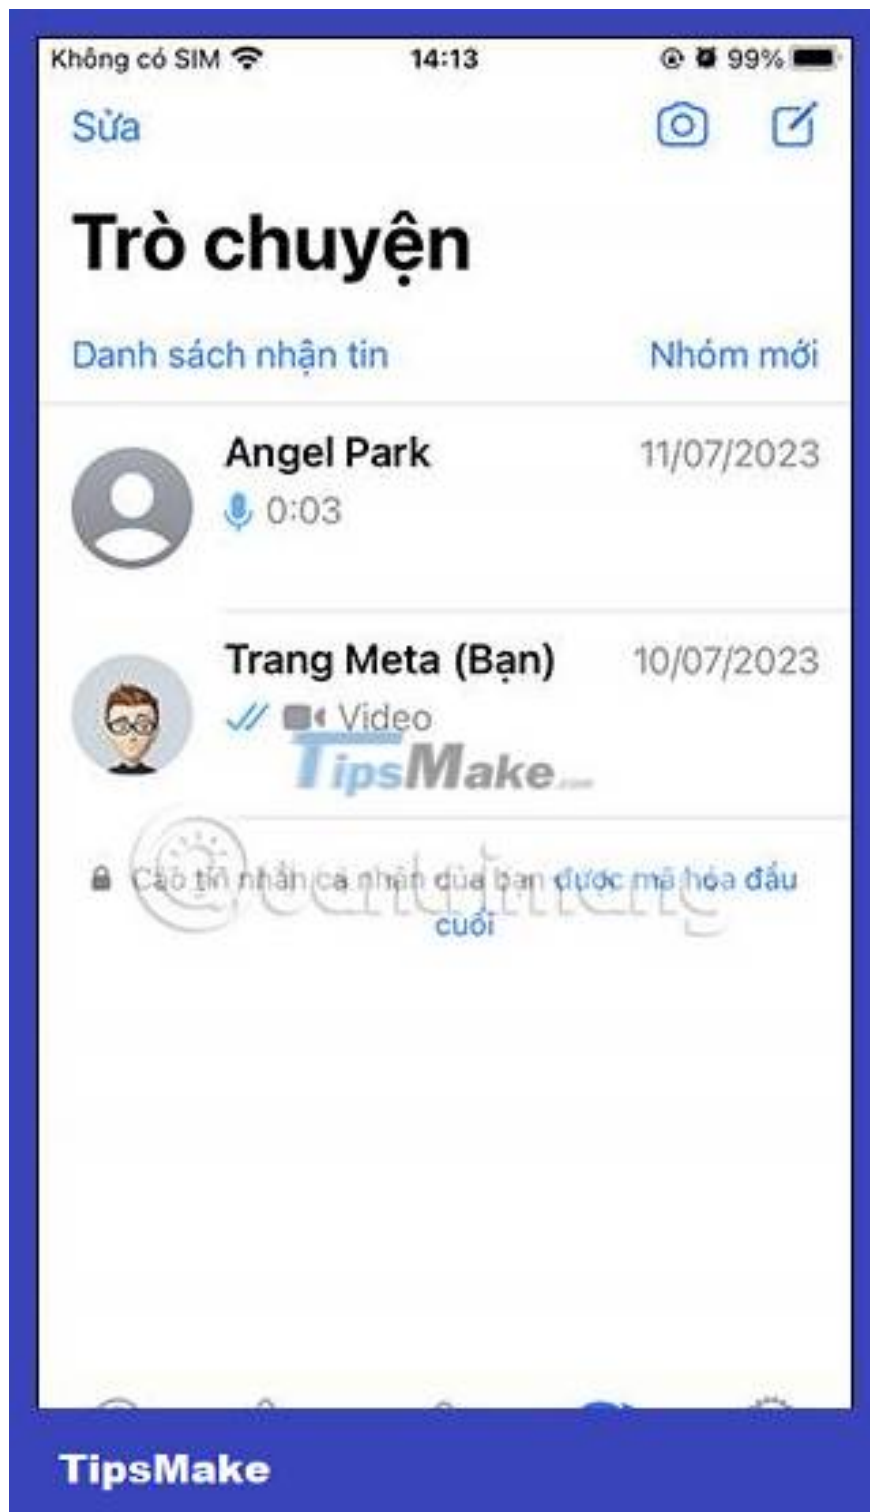 Không có SIM 14:13 99%
Sửa
Trò chuyện
Danh sách nhận tin Nhóm mới
Angel Park 11/07/2023
0:03
Trang Meta (Bạn) 10/07/2023
Video
TipsMake.com
Các tin nhắn cá nhân của bạn được mã hóa đầu
cuối
quantrimang
TipsMake